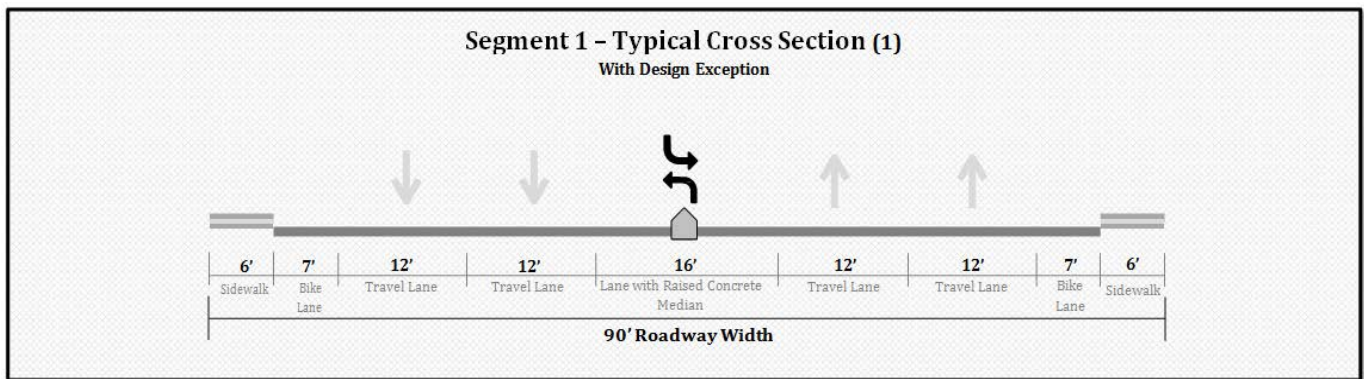 Segment 1 – Typical Cross Section (1)
With Design Exception
6’ 7’ 12’ 12’ 16’ 12’ 12’ 7’ 6’
Sidewalk Bike Travel Lane Travel Lane Lane with Raised Concrete Travel Lane Travel Lane Bike Sidewalk
Lane Median Lane
90’ Roadway Width